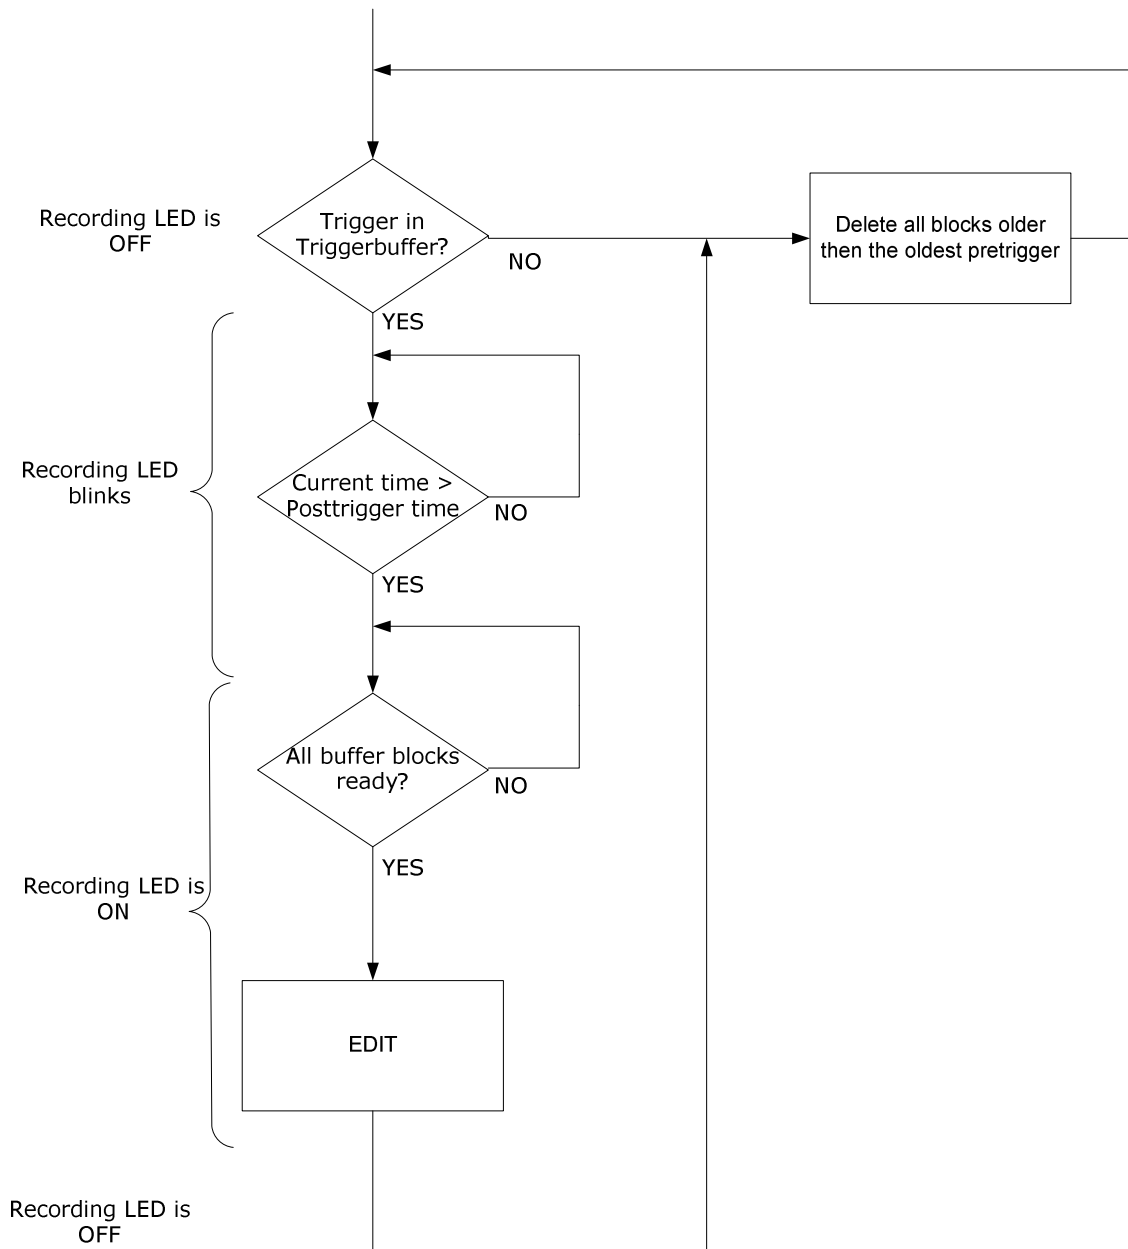 Recording LED is
OFF
Trigger in
Triggerbuffer?
NO
Delete all blocks older
then the oldest pretrigger
YES
Recording LED
blinks
Current time >
Posttrigger time
NO
YES
All buffer blocks
ready?
NO
YES
Recording LED is
ON
EDIT
Recording LED is
OFF